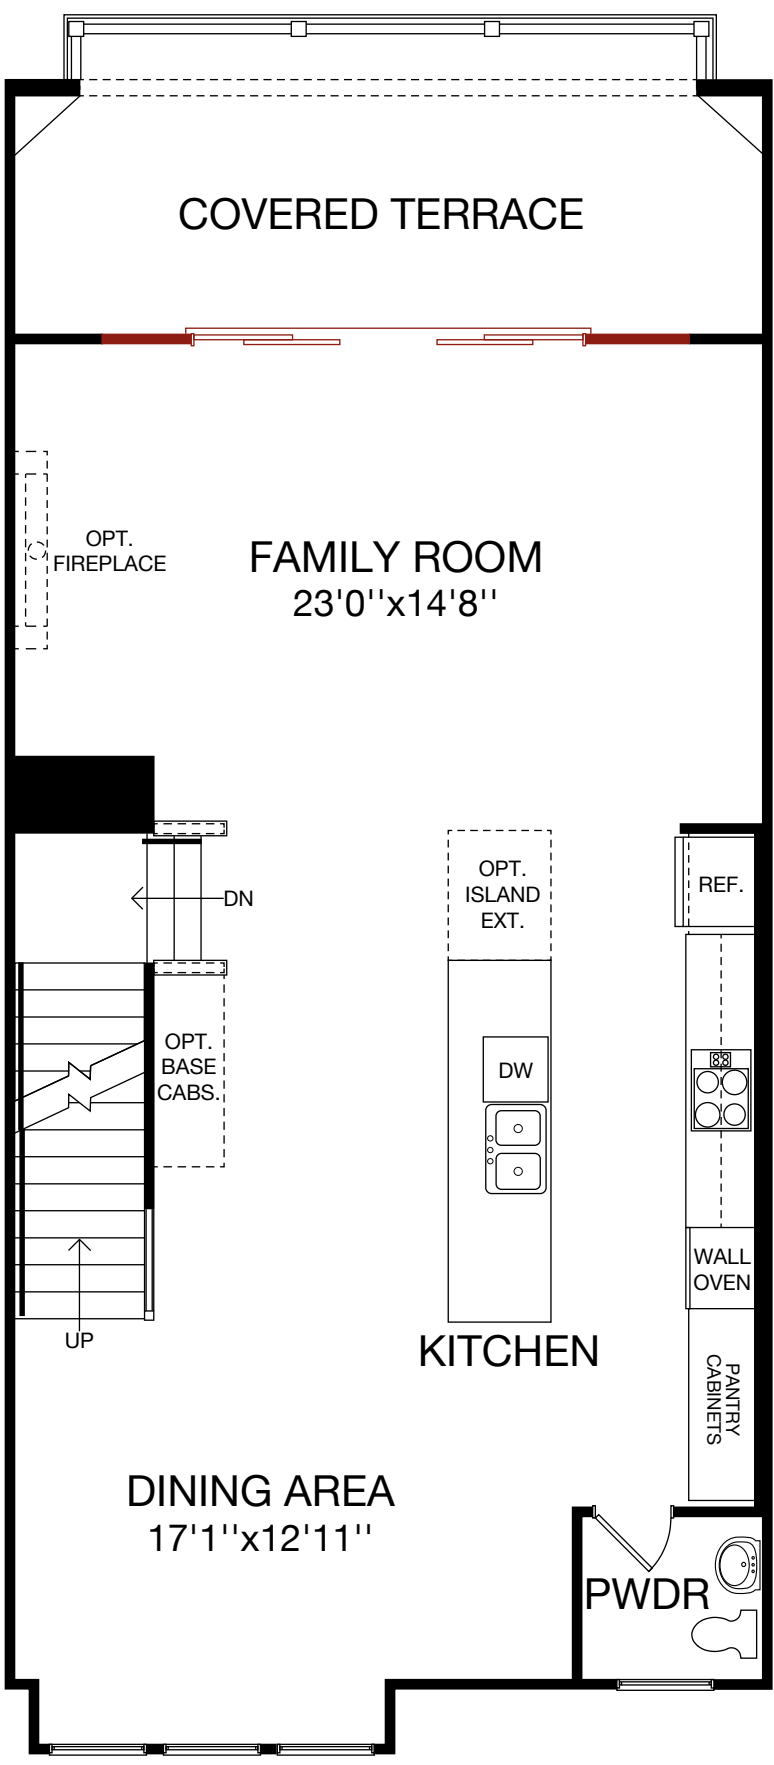 COVERED TERRACE
OPT.
FIREPLACE
FAMILY ROOM
23'0''x14'8''
OPT.
ISLAND
EXT.
REF.
DN
OPT.
BASE
CABS.
DW
WALL
OVEN
UP
KITCHEN
PANTRY
CABINETS
DINING AREA
17'1''x12'11''
PWDR